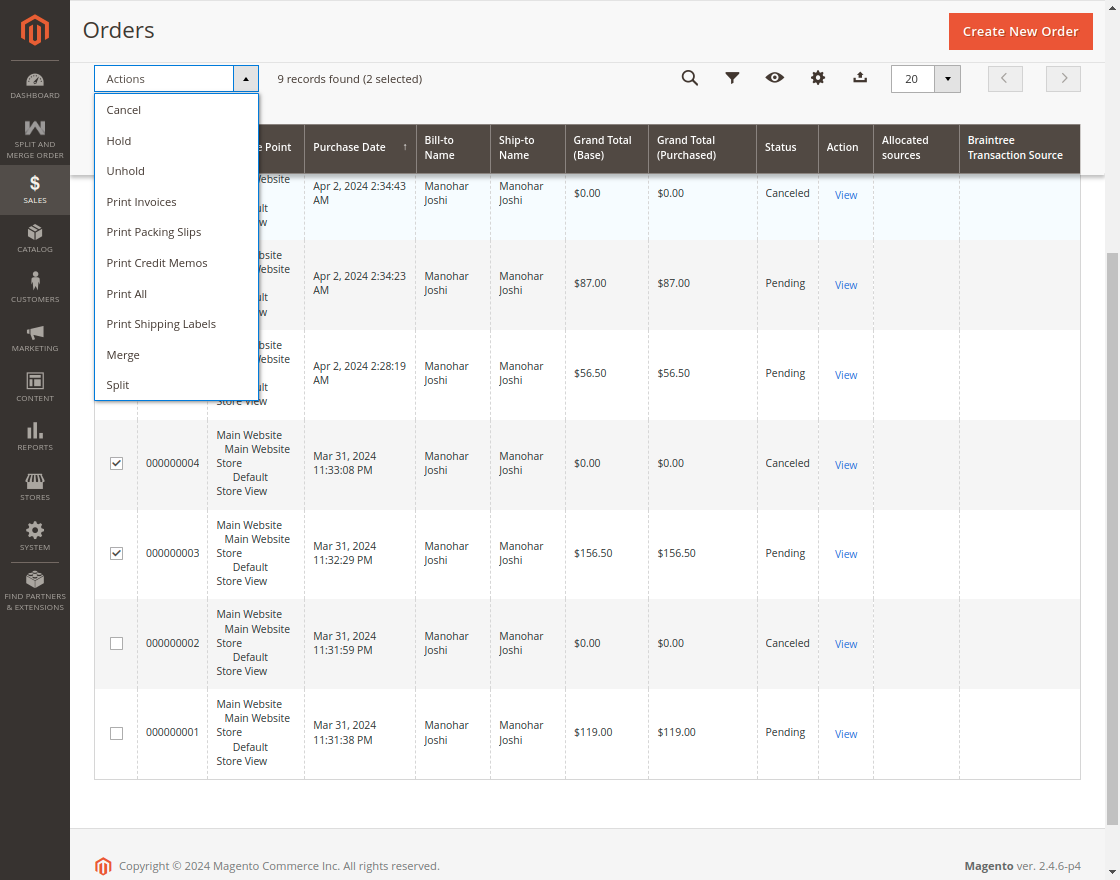 Orders
Create New Order
Actions
9 records found (2 selected)
20
Cancel
Hold
Unhold
Print Invoices
Print Packing Slips
Print Credit Memos
Print All
Print Shipping Labels
Merge
Split
DASHBOARD
SPLIT AND
MERGE ORDER
$
SALES
CATALOG
CUSTOMERS
MARKETING
CONTENT
REPORTS
STORES
SYSTEM
FIND PARTNERS
& EXTENSIONS
Point
Purchase Date ↑
Bill-to
Name
Ship-to
Name
Grand Total
(Base)
Grand Total
(Purchased)
Status
Action
Allocated
sources
Braintree
Transaction Source
Apr 2, 2024 2:34:43
AM
Manohar
Joshi
Manohar
Joshi
$0.00
$0.00
Canceled
View
Apr 2, 2024 2:34:23
AM
Manohar
Joshi
Manohar
Joshi
$87.00
$87.00
Pending
View
Store View
Apr 2, 2024 2:28:19
AM
Manohar
Joshi
Manohar
Joshi
$56.50
$56.50
Pending
View
000000004
Main Website
Main Website
Store
Default
Store View
Mar 31, 2024
11:33:08 PM
Manohar
Joshi
Manohar
Joshi
$0.00
$0.00
Canceled
View
000000003
Main Website
Main Website
Store
Default
Store View
Mar 31, 2024
11:32:29 PM
Manohar
Joshi
Manohar
Joshi
$156.50
$156.50
Pending
View
000000002
Main Website
Main Website
Store
Default
Store View
Mar 31, 2024
11:31:59 PM
Manohar
Joshi
Manohar
Joshi
$0.00
$0.00
Canceled
View
000000001
Main Website
Main Website
Store
Default
Store View
Mar 31, 2024
11:31:38 PM
Manohar
Joshi
Manohar
Joshi
$119.00
$119.00
Pending
View
Copyright © 2024 Magento Commerce Inc. All rights reserved.
Magento ver. 2.4.6-p4